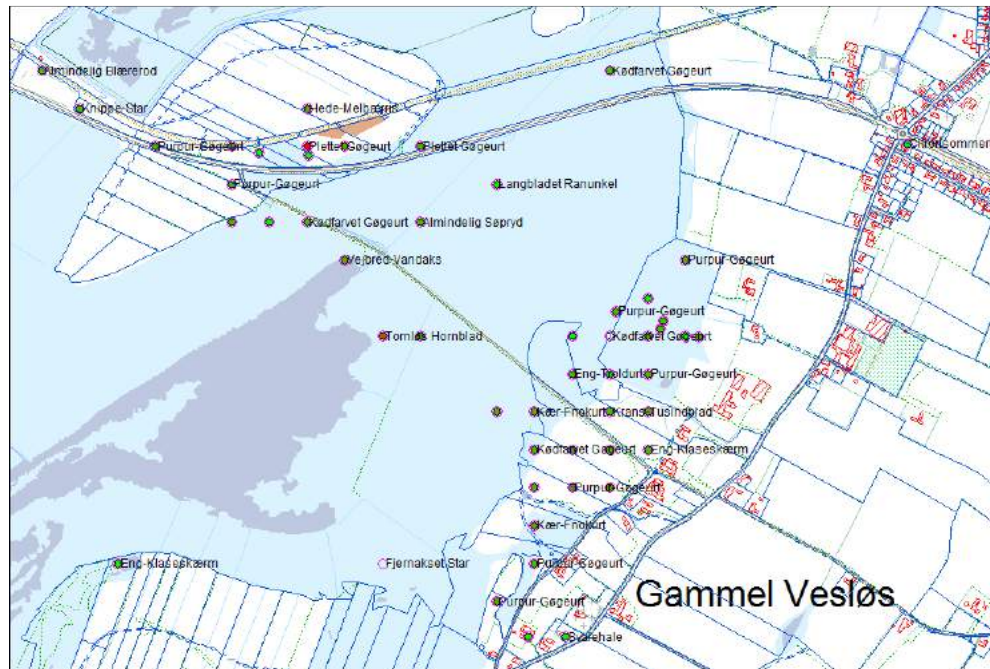 Almindelig Blærerod
Kødfarvet Gøgeurt
Knippe-Star
Hede-Melbærris
Purpur-Gøgeurt
Plettet Gøgeurt
Plettet Gøgeurt
Purpur-Gøgeurt
Langbladet Ranunkel
Kødfarvet Gøgeurt
Almindelig Søpryd
Vejbred-Vandaks
Purpur-Gøgeurt
Purpur-Gøgeurt
Tornløs Hornblad
Kødfarvet Gøgeurt
Eng-Troldurt
Purpur-Gøgeurt
Kær-Fnokurt
Krans-Tusindblad
Kødfarvet Gøgeurt
Eng-Klaseskærm
Purpur-Gøgeurt
Kær-Fnokurt
Eng-Klaseskærm
Fjernakset Star
Purpur-Gøgeurt
Purpur-Gøgeurt
Gammel Vesløs